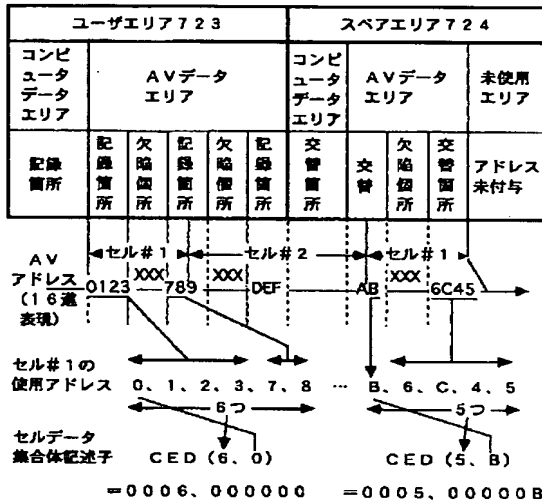 ユーザエリア723
スペアエリア724
コンピュータデータエリア
AVデータエリア
コンピュータデータエリア
AVデータエリア
未使用エリア
記録箇所
記録箇所
欠陥個所
記録箇所
欠陥個所
記録箇所
交替箇所
交替
欠陥個所
交替箇所
アドレス未付与
AVアドレス(16進表現)
セル#1
セル#2
セル#1
0123 XXX 789 XXX DEF AB XXX 6C45
セル#1の使用アドレス
0、1、2、3、7、8 … B、6、C、4、5
6つ
5つ
セルデータ集合体記述子
CED(6、0)
CED(5、B)
=0006、000000
=0005、00000B